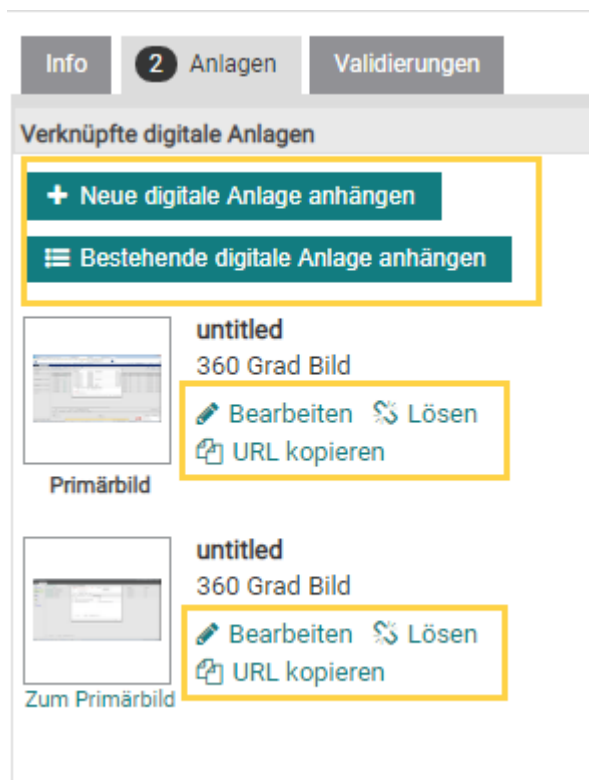 Info 2 Anlagen Validierungen
Verknüpfte digitale Anlagen
Neue digitale Anlage anhängen
Bestehende digitale Anlage anhängen
untitled
360 Grad Bild
Bearbeiten Lösen
URL kopieren
Primärbild
untitled
360 Grad Bild
Bearbeiten Lösen
URL kopieren
Zum Primärbild